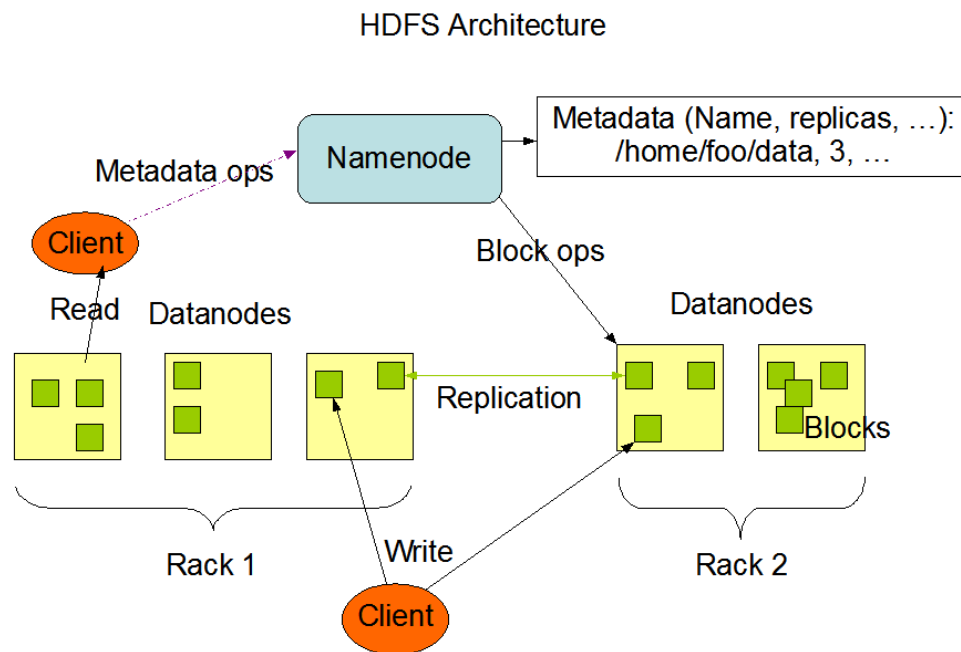 HDFS Architecture
Metadata (Name, replicas, …):
/home/foo/data, 3, …
Namenode
Metadata ops
Client
Block ops
Read
Datanodes
Datanodes
Replication
Blocks
Rack 1
Write
Rack 2
Client